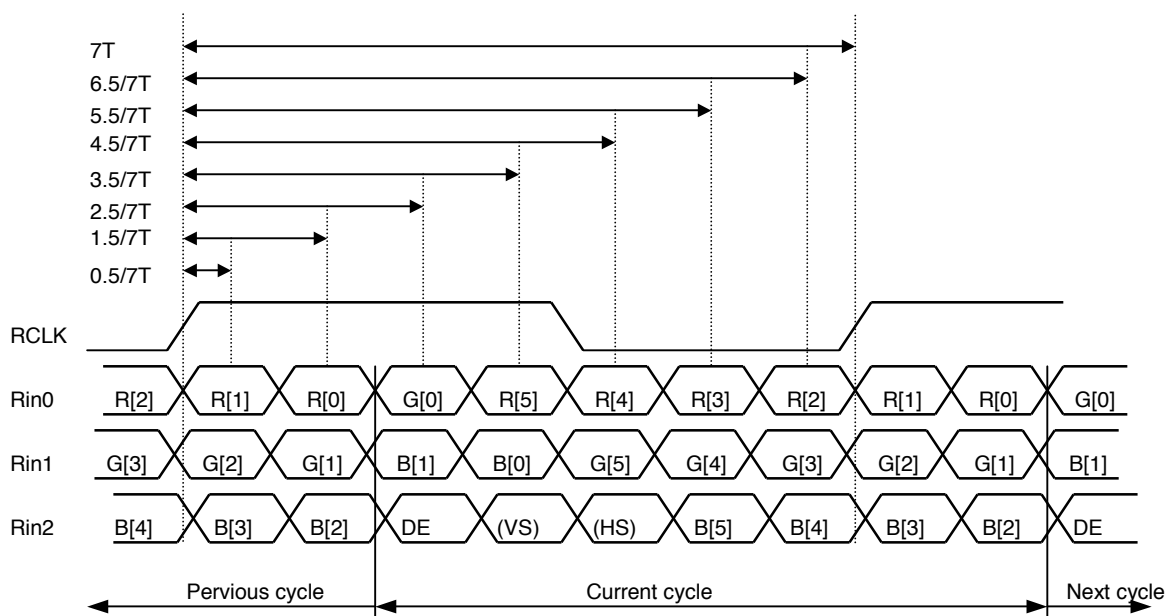 7T
6.5/7T
5.5/7T
4.5/7T
3.5/7T
2.5/7T
1.5/7T
0.5/7T
RCLK
Rin0 R[2] R[1] R[0] G[0] R[5] R[4] R[3] R[2] R[1] R[0] G[0]
Rin1 G[3] G[2] G[1] B[1] B[0] G[5] G[4] G[3] G[2] G[1] B[1]
Rin2 B[4] B[3] B[2] DE (VS) (HS) B[5] B[4] B[3] B[2] DE
Pervious cycle Current cycle Next cycle